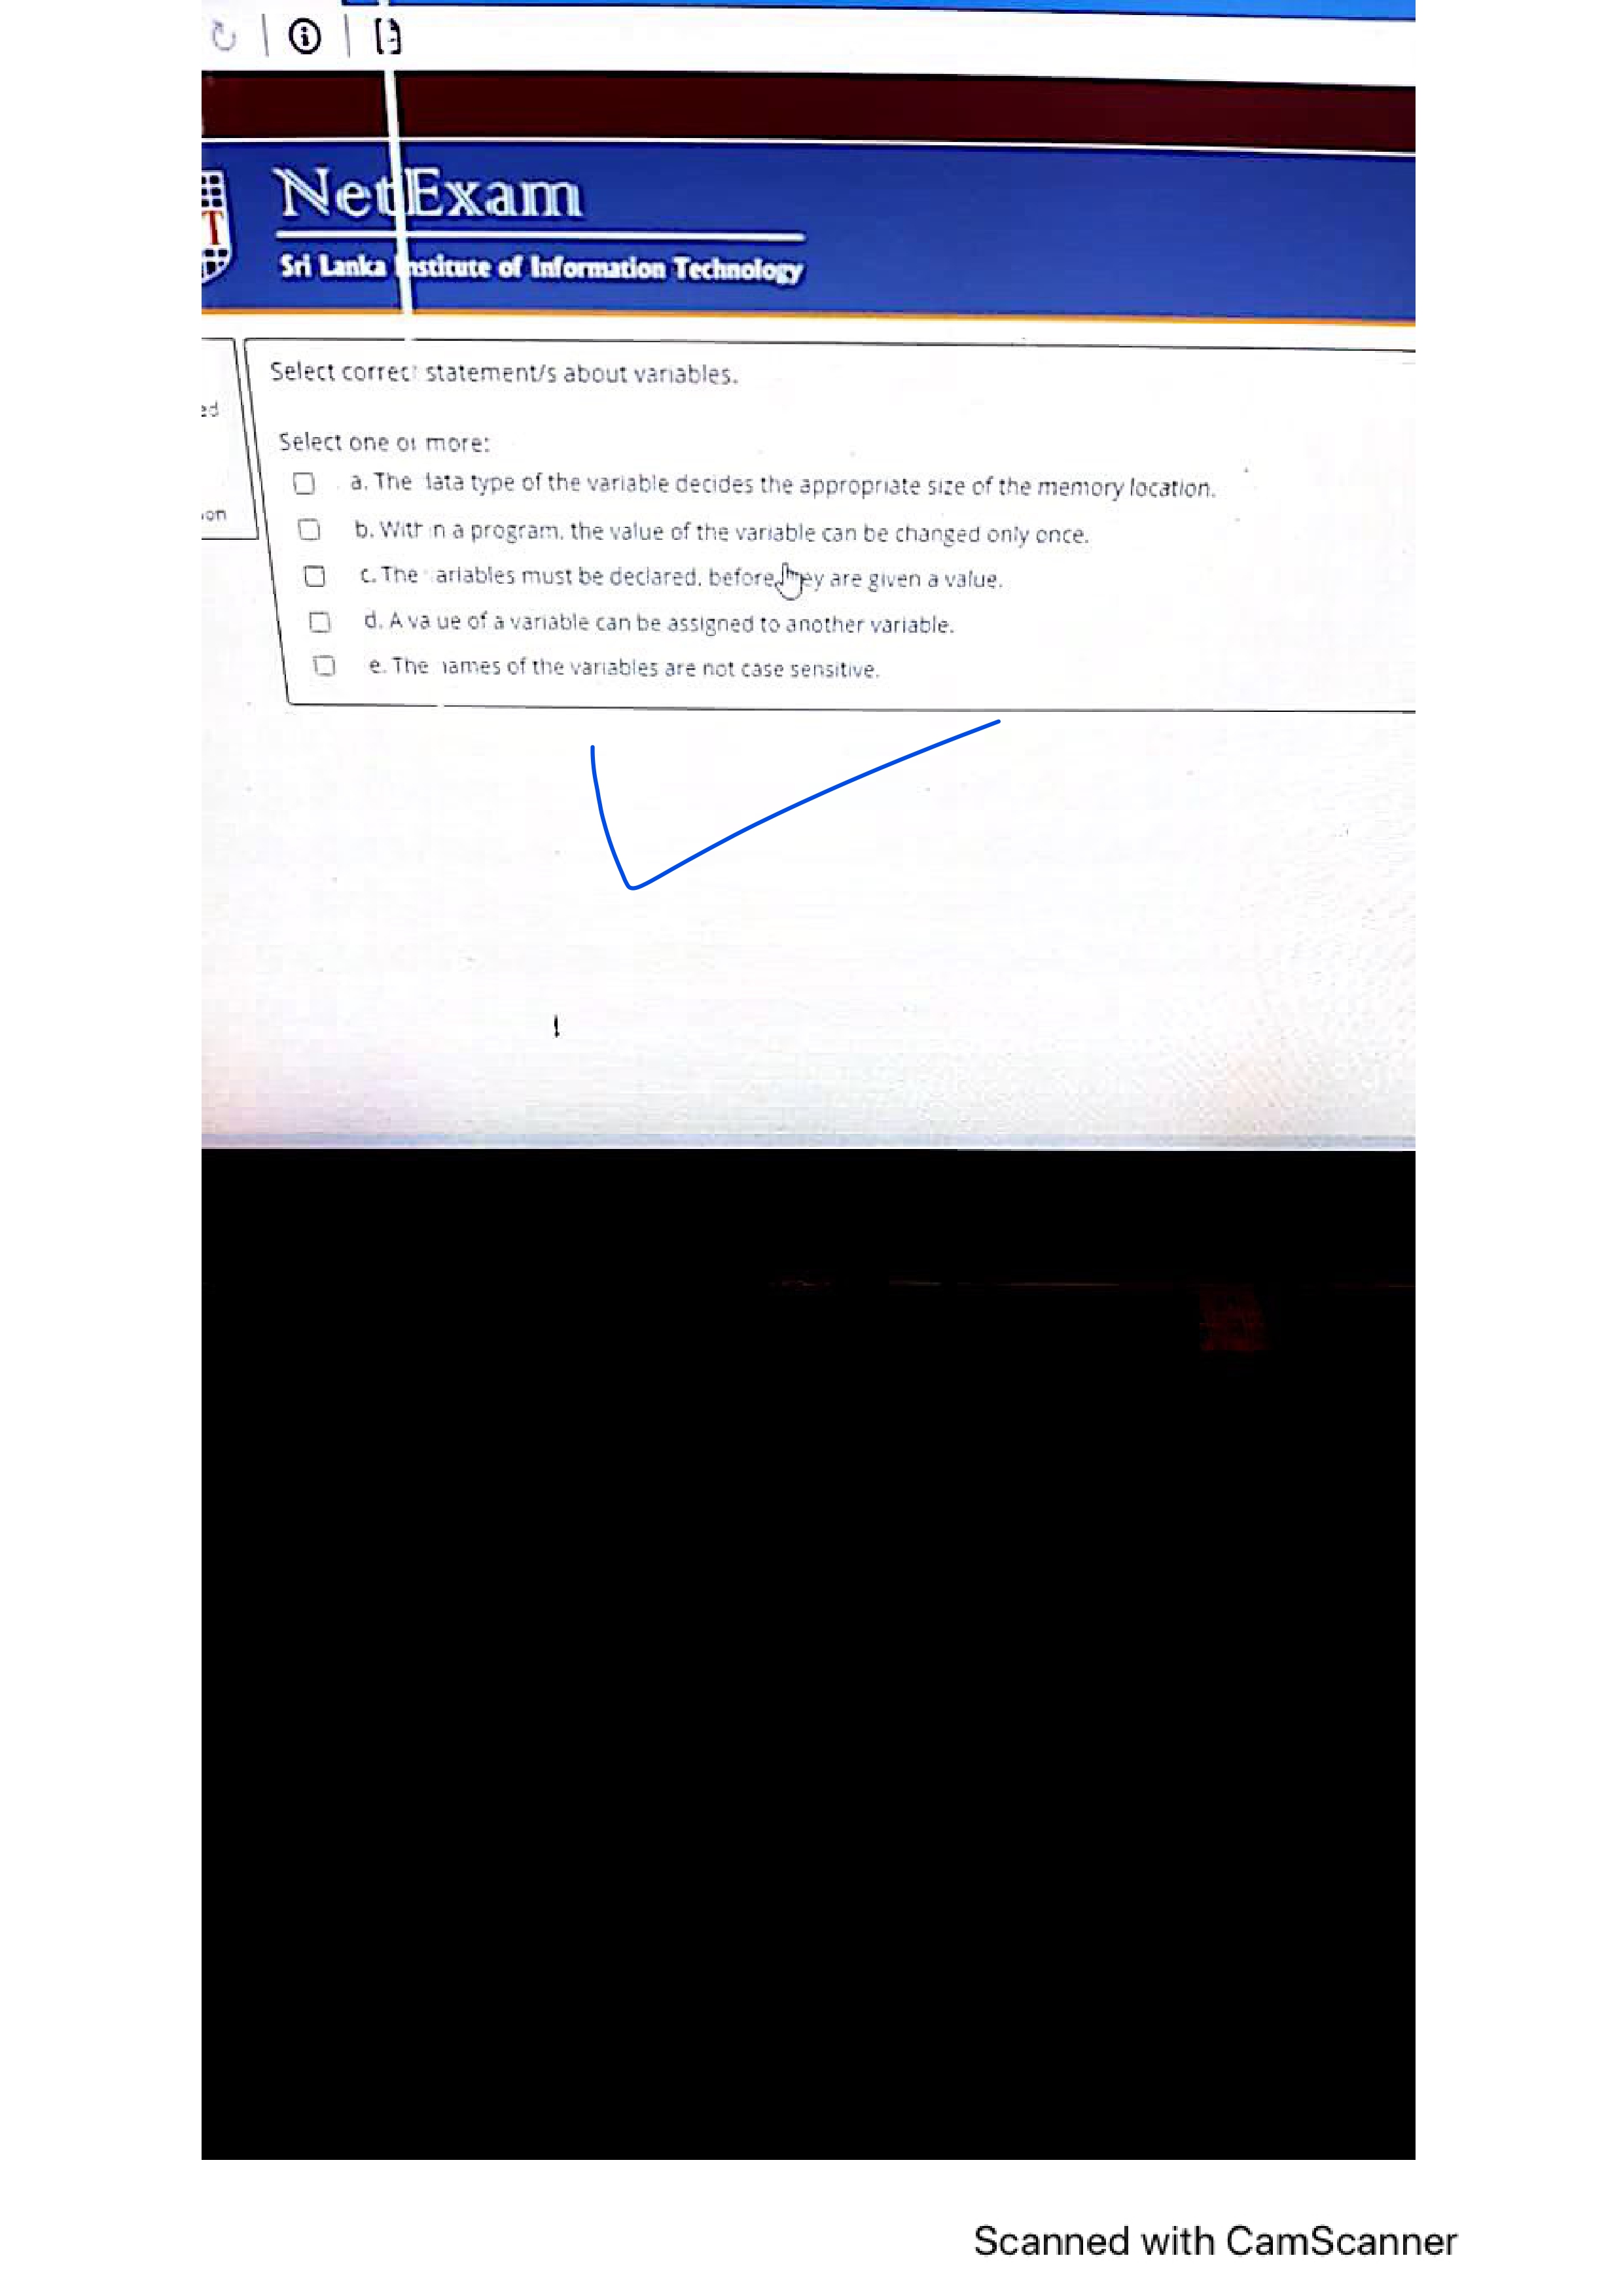 NetExam
Sri Lanka Institute of Information Technology
Select correct statement/s about variables.
ed
Select one or more:
a. The data type of the variable decides the appropriate size of the memory location.
on
b. Within a program, the value of the variable can be changed only once.
c. The variables must be declared, before they are given a value.
d. A value of a variable can be assigned to another variable.
e. The names of the variables are not case sensitive.
Scanned with CamScanner